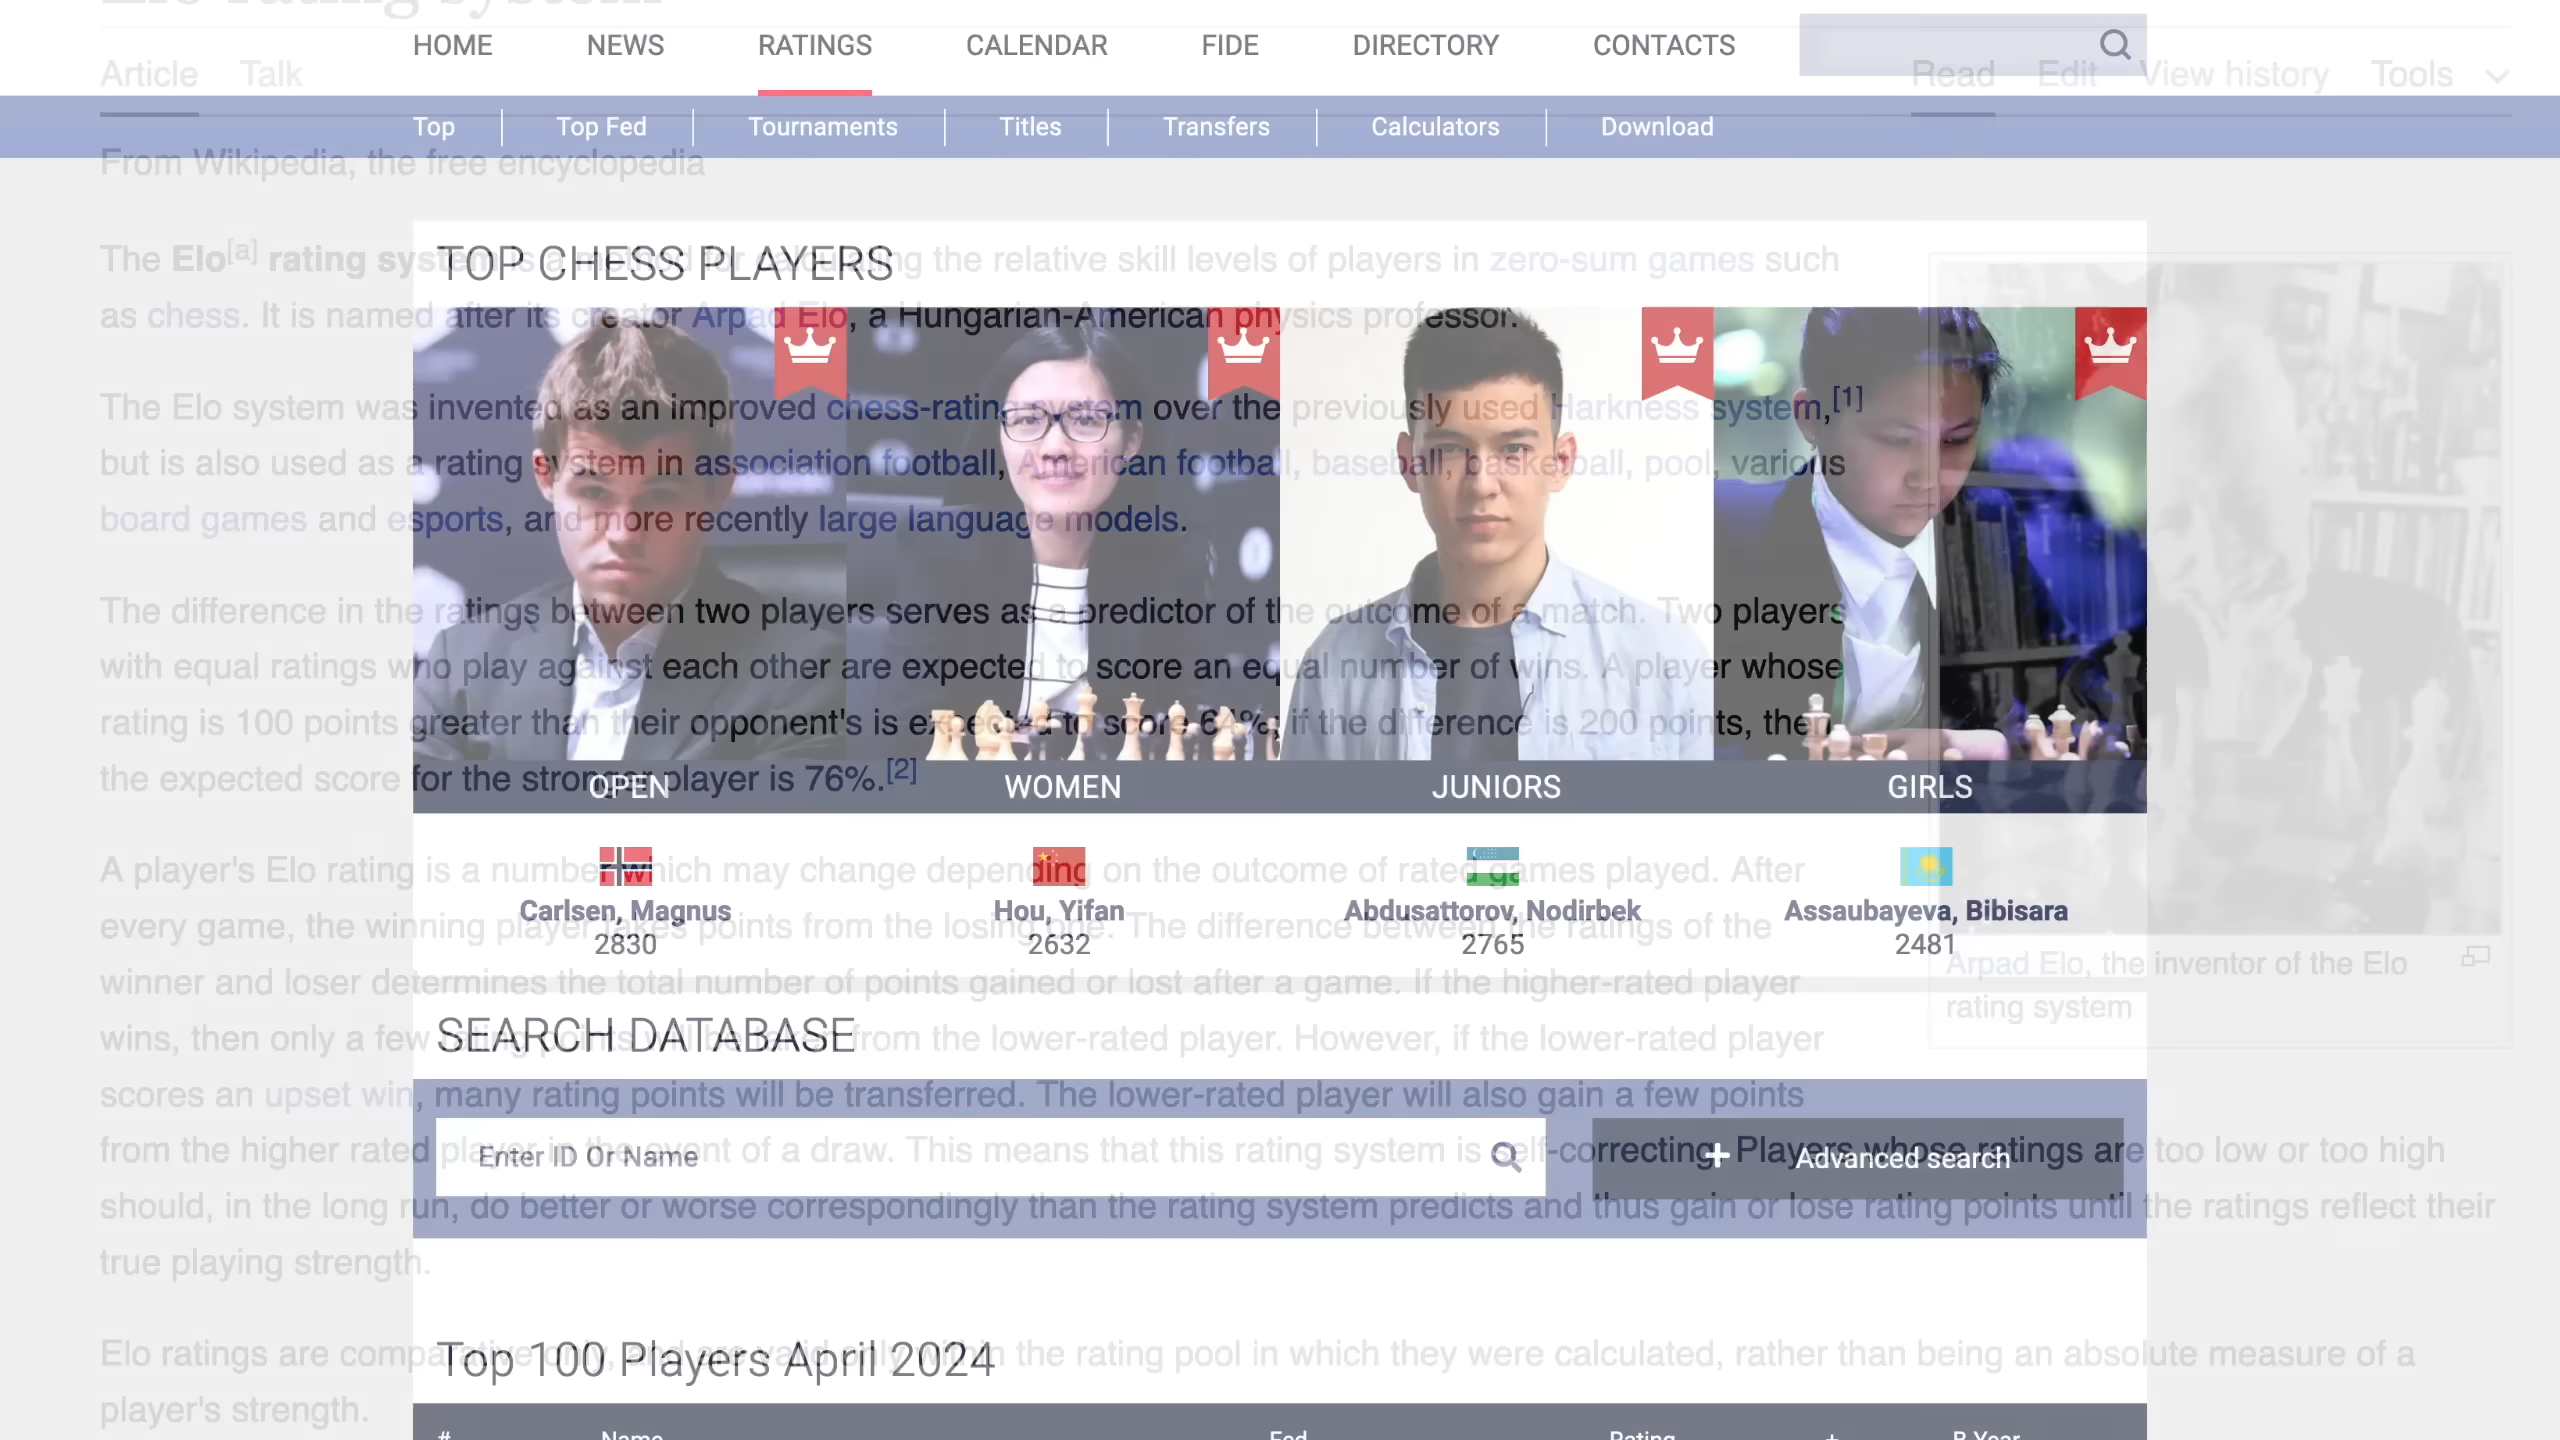 Elo rating system
HOME NEWS RATINGS CALENDAR FIDE DIRECTORY CONTACTS
Article Talk Read Edit View history Tools
Top Top Fed Tournaments Titles Transfers Calculators Download
From Wikipedia, the free encyclopedia
TOP CHESS PLAYERS
The Elo[a] rating system is a method for calculating the relative skill levels of players in zero-sum games such
as chess. It is named after its creator Arpad Elo, a Hungarian-American physics professor.
The Elo system was invented as an improved chess-rating system over the previously used Harkness system,[1]
but is also used as a rating system in association football, American football, baseball, basketball, pool, various
board games and esports, and more recently large language models.
The difference in the ratings between two players serves as a predictor of the outcome of a match. Two players
with equal ratings who play against each other are expected to score an equal number of wins. A player whose
rating is 100 points greater than their opponent's is expected to score 64%; if the difference is 200 points, then
the expected score for the stronger player is 76%.[2]
OPEN WOMEN JUNIORS GIRLS
Carlsen, Magnus
2830
Hou, Yifan
2632
Abdusattorov, Nodirbek
2765
Assaubayeva, Bibisara
2481
Arpad Elo, the inventor of the Elo
rating system
A player's Elo rating is a number which may change depending on the outcome of rated games played. After
every game, the winning player takes points from the losing one. The difference between the ratings of the
winner and loser determines the total number of points gained or lost after a game. If the higher-rated player
wins, then only a few rating points will be taken from the lower-rated player. However, if the lower-rated player
scores an upset win, many rating points will be transferred. The lower-rated player will also gain a few points
from the higher rated player in the event of a draw. This means that this rating system is self-correcting. Players whose ratings are too low or too high
should, in the long run, do better or worse correspondingly than the rating system predicts and thus gain or lose rating points until the ratings reflect their
true playing strength.
SEARCH DATABASE
Enter ID Or Name
+ Advanced search
Top 100 Players April 2024
Elo ratings are comparative only, and are valid only within the rating pool in which they were calculated, rather than being an absolute measure of a
player's strength.
# Name Fed Rating + B-Year